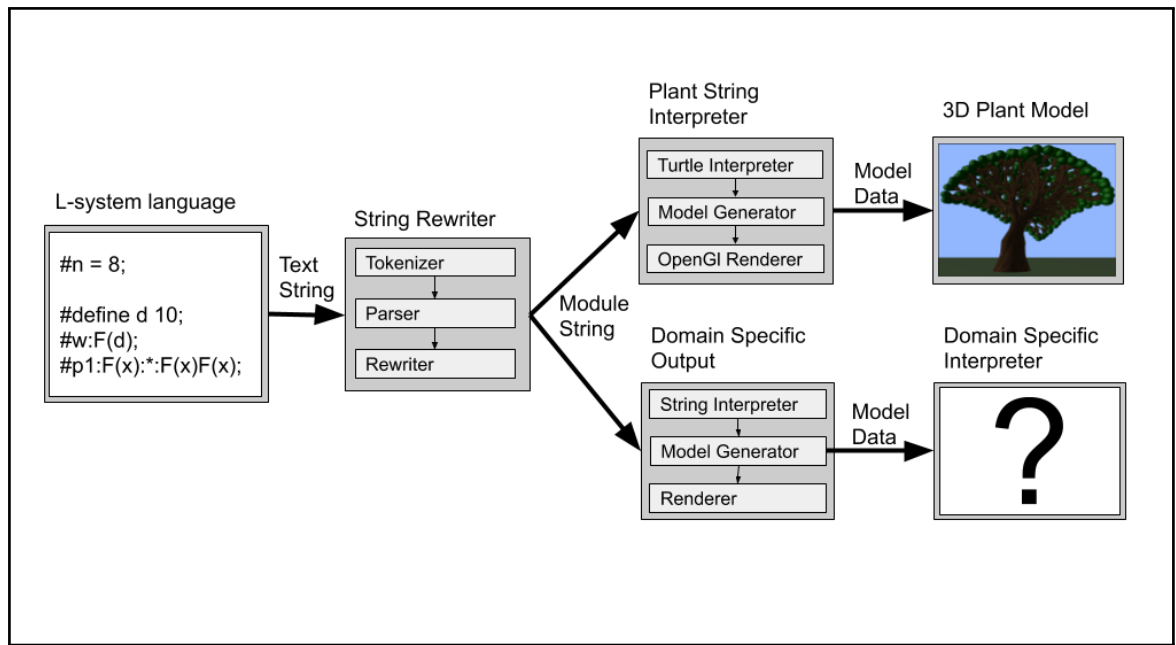 L-system language
#n = 8;
#define d 10;
#w:F(d);
#p1:F(x):*:F(x)F(x);
Text
String
String Rewriter
Tokenizer
Parser
Rewriter
Module
String
Plant String
Interpreter
Turtle Interpreter
Model Generator
OpenGl Renderer
Model
Data
3D Plant Model
Domain Specific
Output
String Interpreter
Model Generator
Renderer
Model
Data
Domain Specific
Interpreter
?